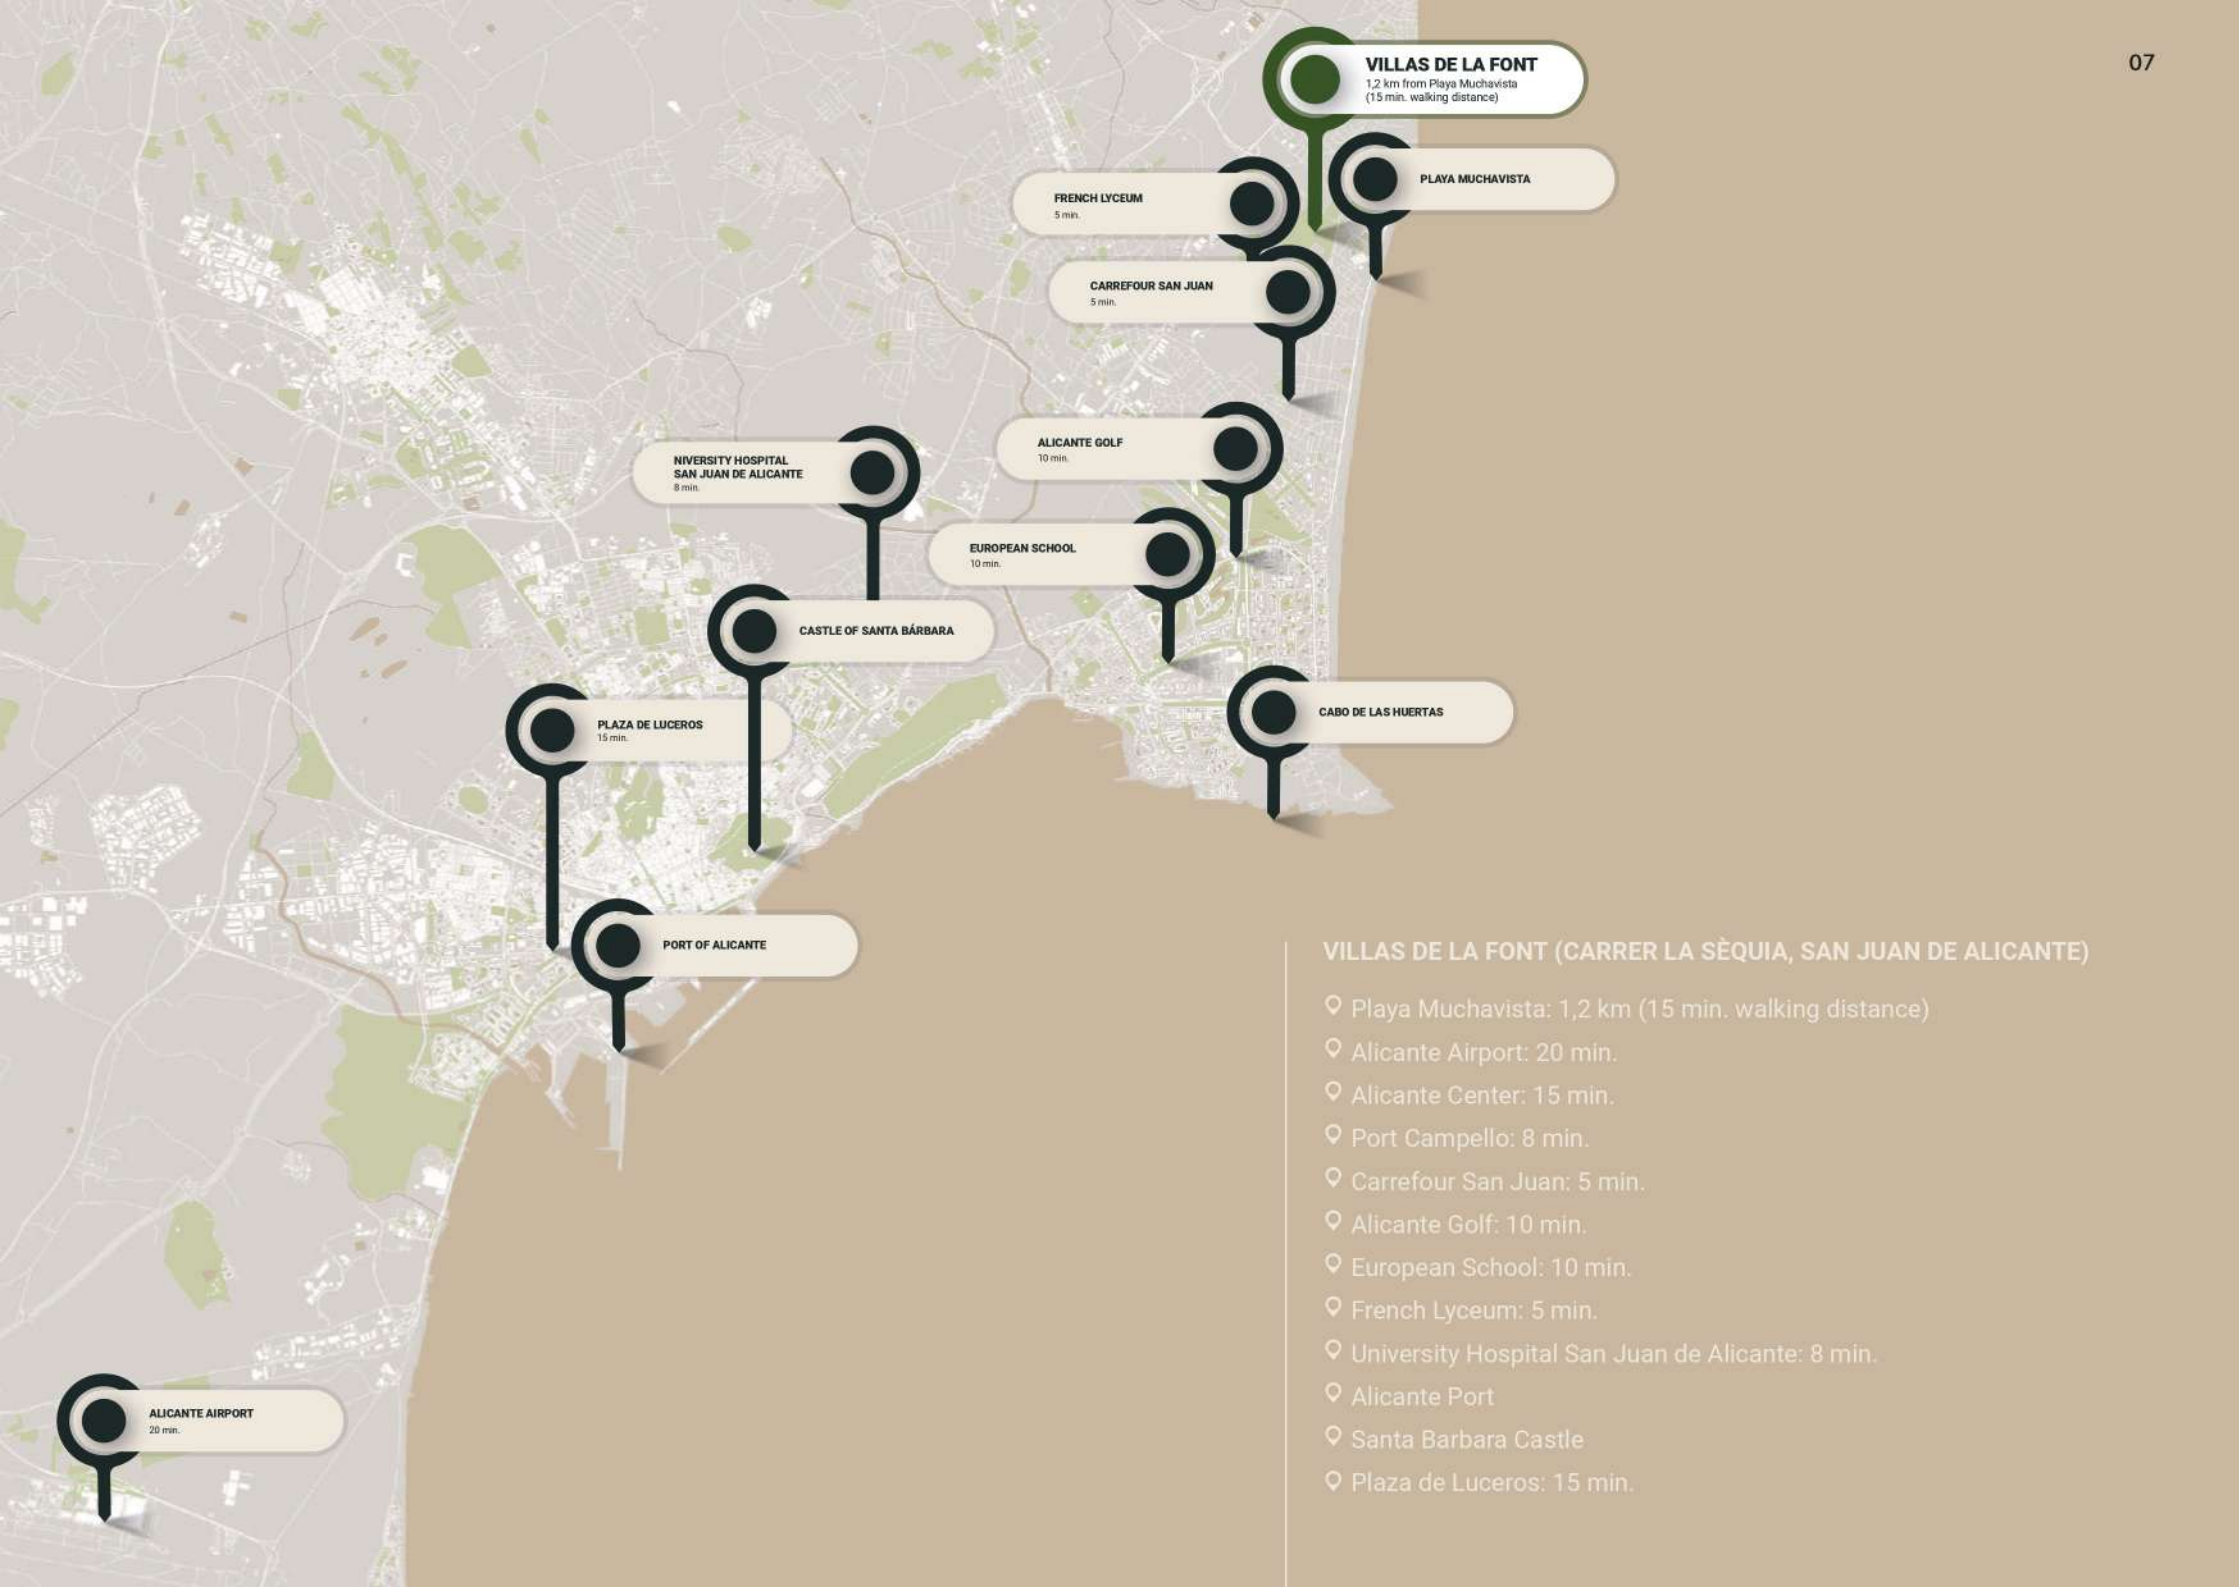 07
VILLAS DE LA FONT
1,2 km from Playa Muchavista
(15 min. walking distance)
PLAYA MUCHAVISTA
FRENCH LYCEUM
5 min.
CARREFOUR SAN JUAN
5 min.
ALICANTE GOLF
10 min.
NIVERSITY HOSPITAL
SAN JUAN DE ALICANTE
8 min.
EUROPEAN SCHOOL
10 min.
CASTLE OF SANTA BÁRBARA
PLAZA DE LUCEROS
15 min.
CABO DE LAS HUERTAS
PORT OF ALICANTE
ALICANTE AIRPORT
20 min.
VILLAS DE LA FONT (CARRER LA SÈQUIA, SAN JUAN DE ALICANTE)
Playa Muchavista: 1,2 km (15 min. walking distance)
Alicante Airport: 20 min.
Alicante Center: 15 min.
Port Campello: 8 min.
Carrefour San Juan: 5 min.
Alicante Golf: 10 min.
European School: 10 min.
French Lyceum: 5 min.
University Hospital San Juan de Alicante: 8 min.
Alicante Port
Santa Barbara Castle
Plaza de Luceros: 15 min.